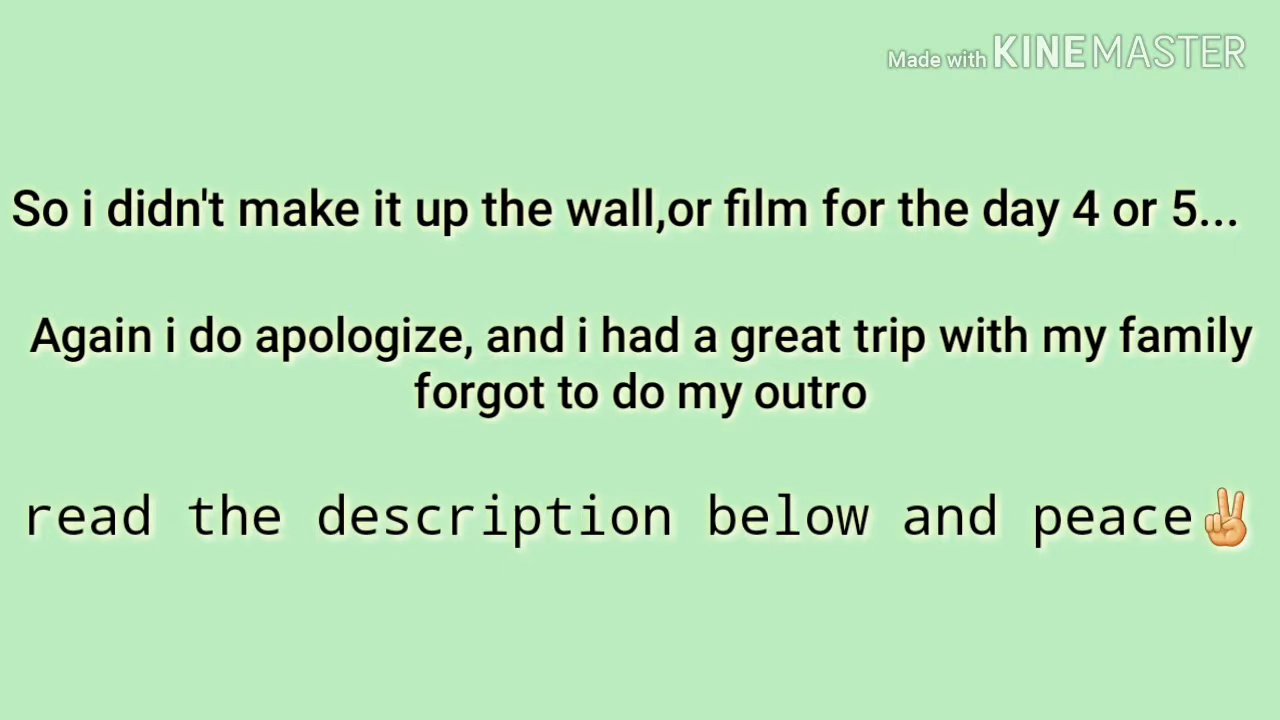 Made with KINEMASTER
So i didn't make it up the wall,or film for the day 4 or 5...
Again i do apologize, and i had a great trip with my family
forgot to do my outro
read the description below and peace✌